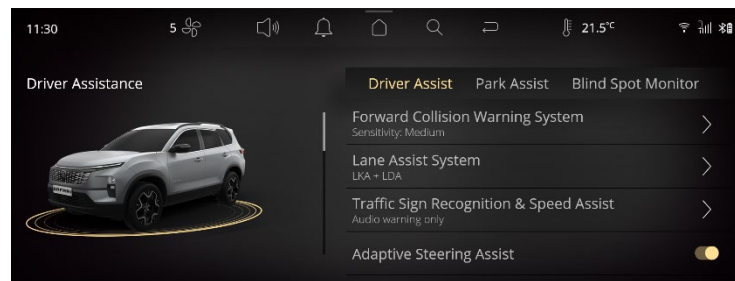 11:30
5
21.5°C
Driver Assistance
Driver Assist Park Assist Blind Spot Monitor
Forward Collision Warning System
Sensitivity: Medium
Lane Assist System
LKA + LDA
Traffic Sign Recognition & Speed Assist
Audio warning only
Adaptive Steering Assist